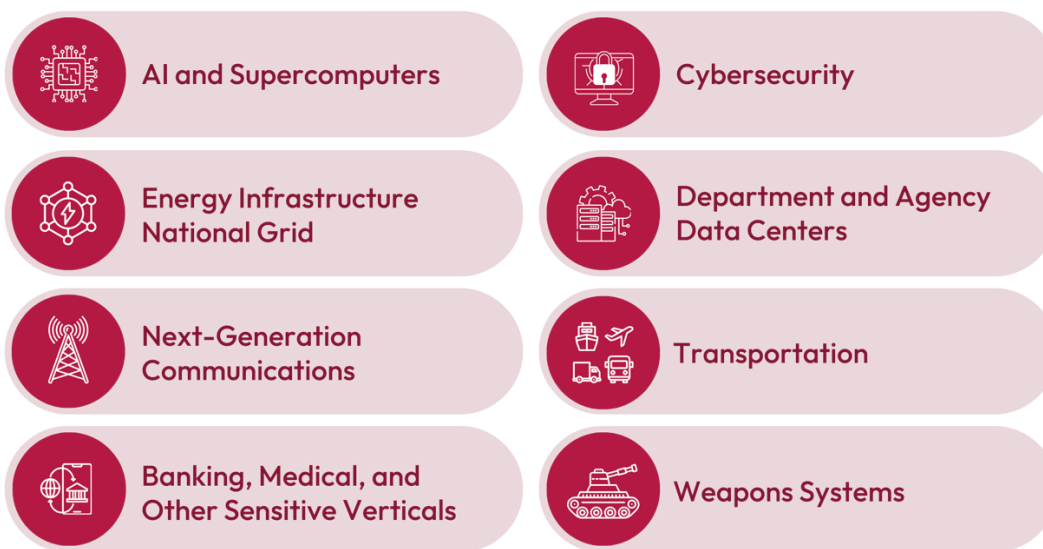 AI and Supercomputers
Cybersecurity
Energy Infrastructure
National Grid
Department and Agency
Data Centers
Next-Generation
Communications
Transportation
Banking, Medical, and
Other Sensitive Verticals
Weapons Systems